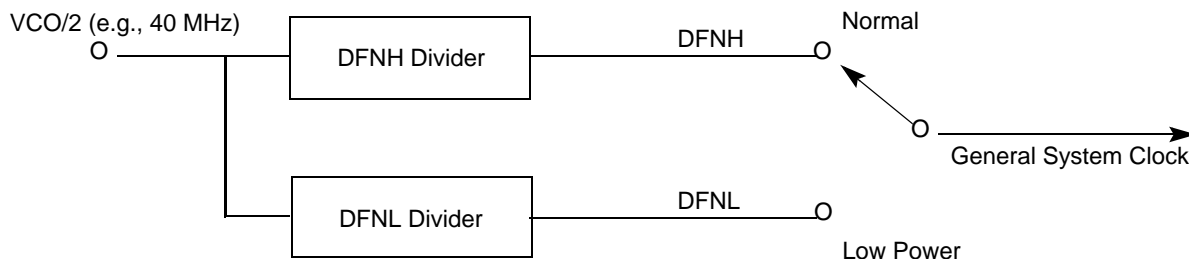 VCO/2 (e.g., 40 MHz)
DFNH Divider
DFNH
Normal
General System Clock
DFNL Divider
DFNL
Low Power